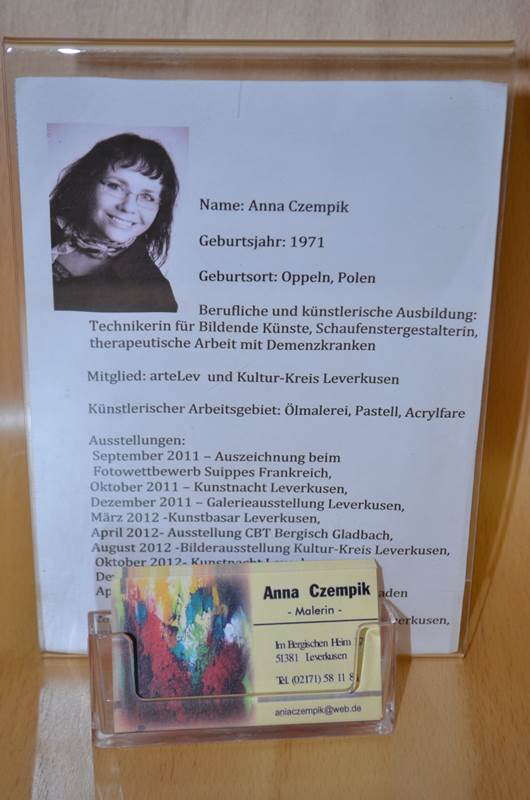 Name: Anna Czempik
Geburtsjahr: 1971
Geburtsort: Oppeln, Polen
Berufliche und künstlerische Ausbildung:
Technikerin für Bildende Künste, Schaufenstergestalterin,
therapeutische Arbeit mit Demenzkranken
Mitglied: arteLev und Kultur-Kreis Leverkusen
Künstlerischer Arbeitsgebiet: Ölmalerei, Pastell, Acrylfare
Ausstellungen:
September 2011 – Auszeichnung beim
Fotowettbewerb Suippes Frankreich,
Oktober 2011 – Kunstnacht Leverkusen,
Dezember 2011 – Galerieausstellung Leverkusen,
März 2012 -Kunstbasar Leverkusen,
April 2012- Ausstellung CBT Bergisch Gladbach,
August 2012 -Bilderausstellung Kultur-Kreis Leverkusen,
Oktober 2012- Kunstnacht
Anna Czempik
- Malerin -
Im Bergischen Heim
51381 Leverkusen
Tel. (02171) 58 11 8
aniaczempik@web.de